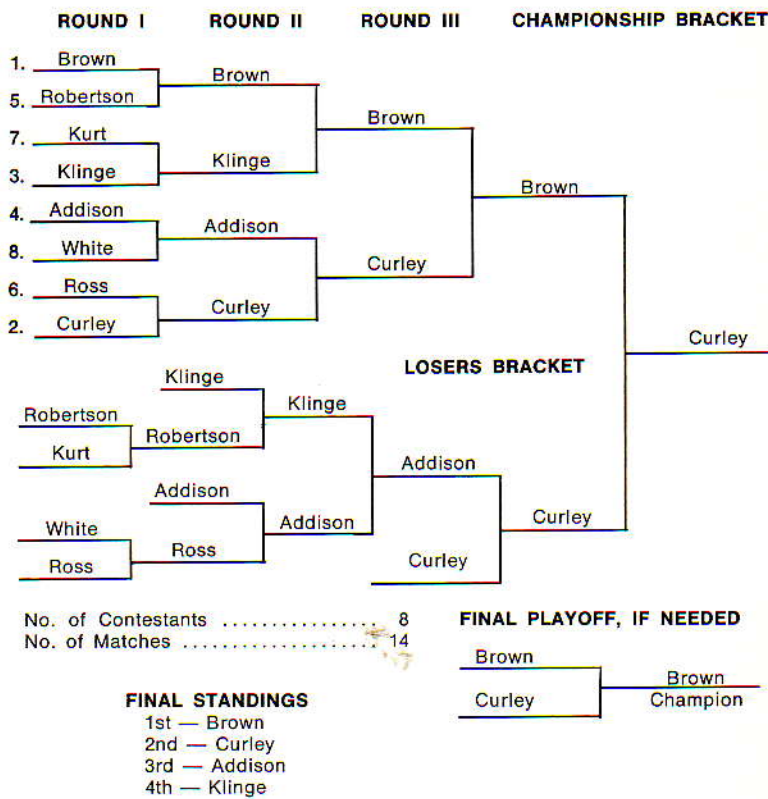 ROUND I ROUND II ROUND III CHAMPIONSHIP BRACKET
1. Brown
Brown
5. Robertson
Brown
7. Kurt
Klinge
3. Klinge
Brown
4. Addison
Addison
8. White
Curley
6. Ross
Curley
2. Curley
Curley
LOSERS BRACKET
Klinge
Klinge
Robertson
Robertson
Kurt
Addison
Addison
Addison
White
Curley
Ross
Ross
Curley
No. of Contestants .................. 8
No. of Matches ...................... 14
FINAL PLAYOFF, IF NEEDED
Brown
Brown
Curley
Champion
FINAL STANDINGS
1st — Brown
2nd — Curley
3rd — Addison
4th — Klinge